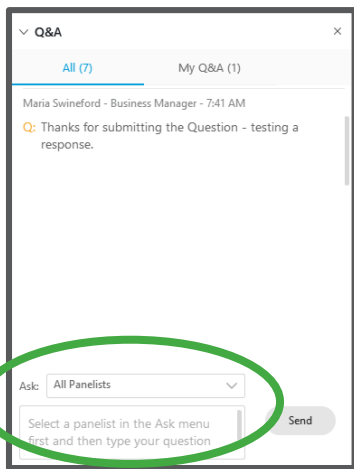 Q&A
All (7) My Q&A (1)
Maria Swineford - Business Manager - 7:41 AM
Q: Thanks for submitting the Question - testing a
response.
Ask: All Panelists
Select a panelist in the Ask menu
first and then type your question
Send